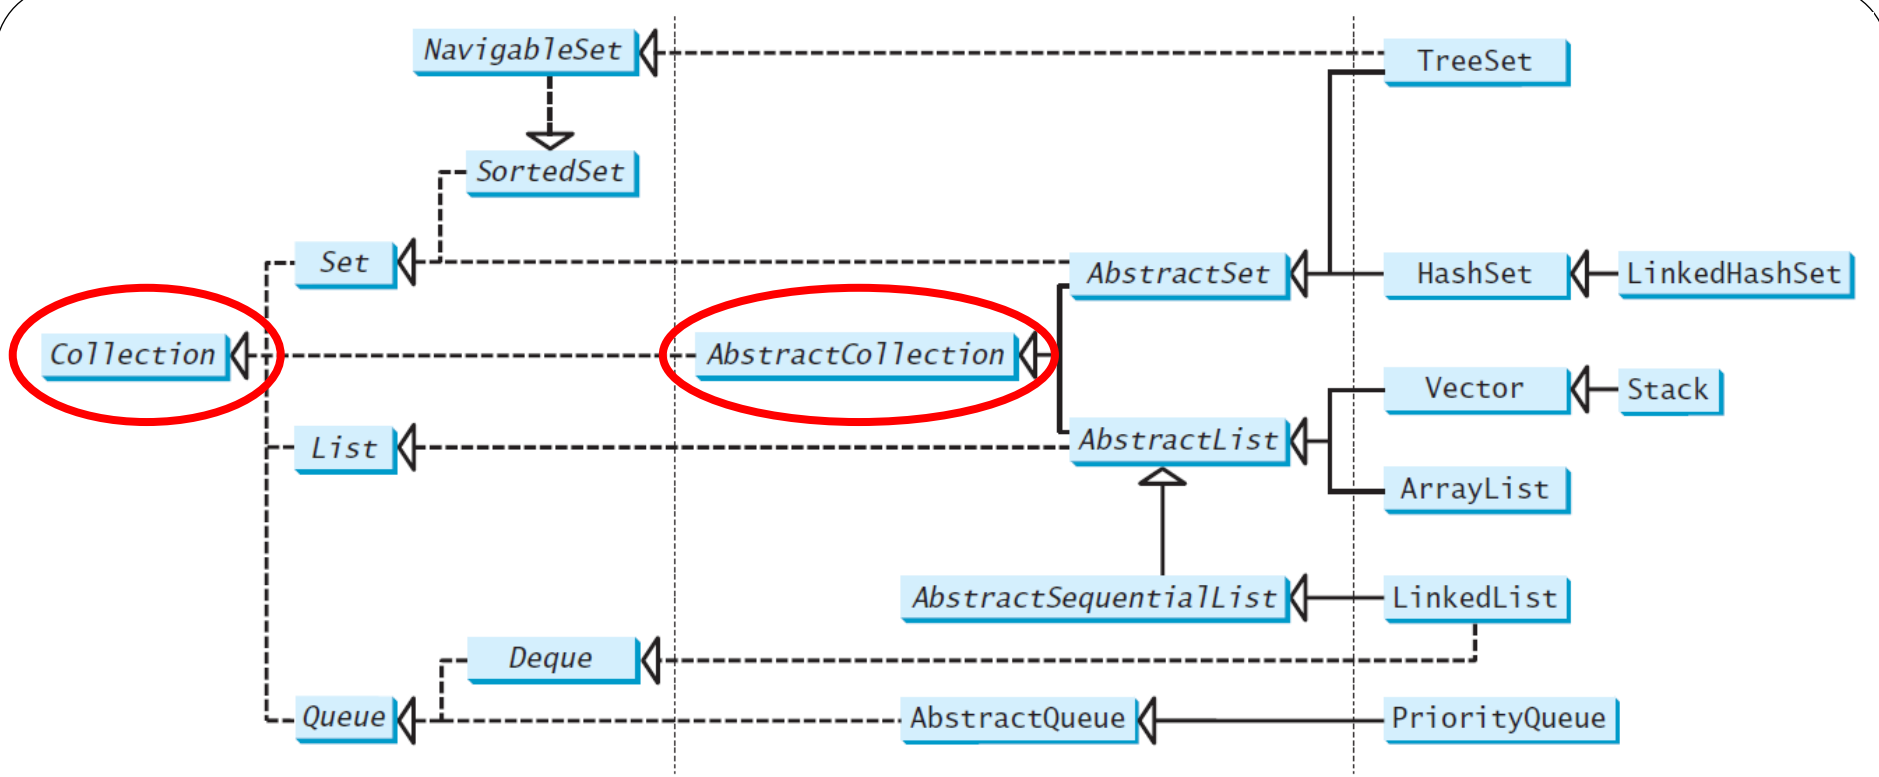 NavigableSet
TreeSet
SortedSet
Set
AbstractSet
HashSet
LinkedHashSet
Collection
AbstractCollection
Vector
Stack
List
AbstractList
ArrayList
AbstractSequentialList
LinkedList
Deque
Queue
AbstractQueue
PriorityQueue